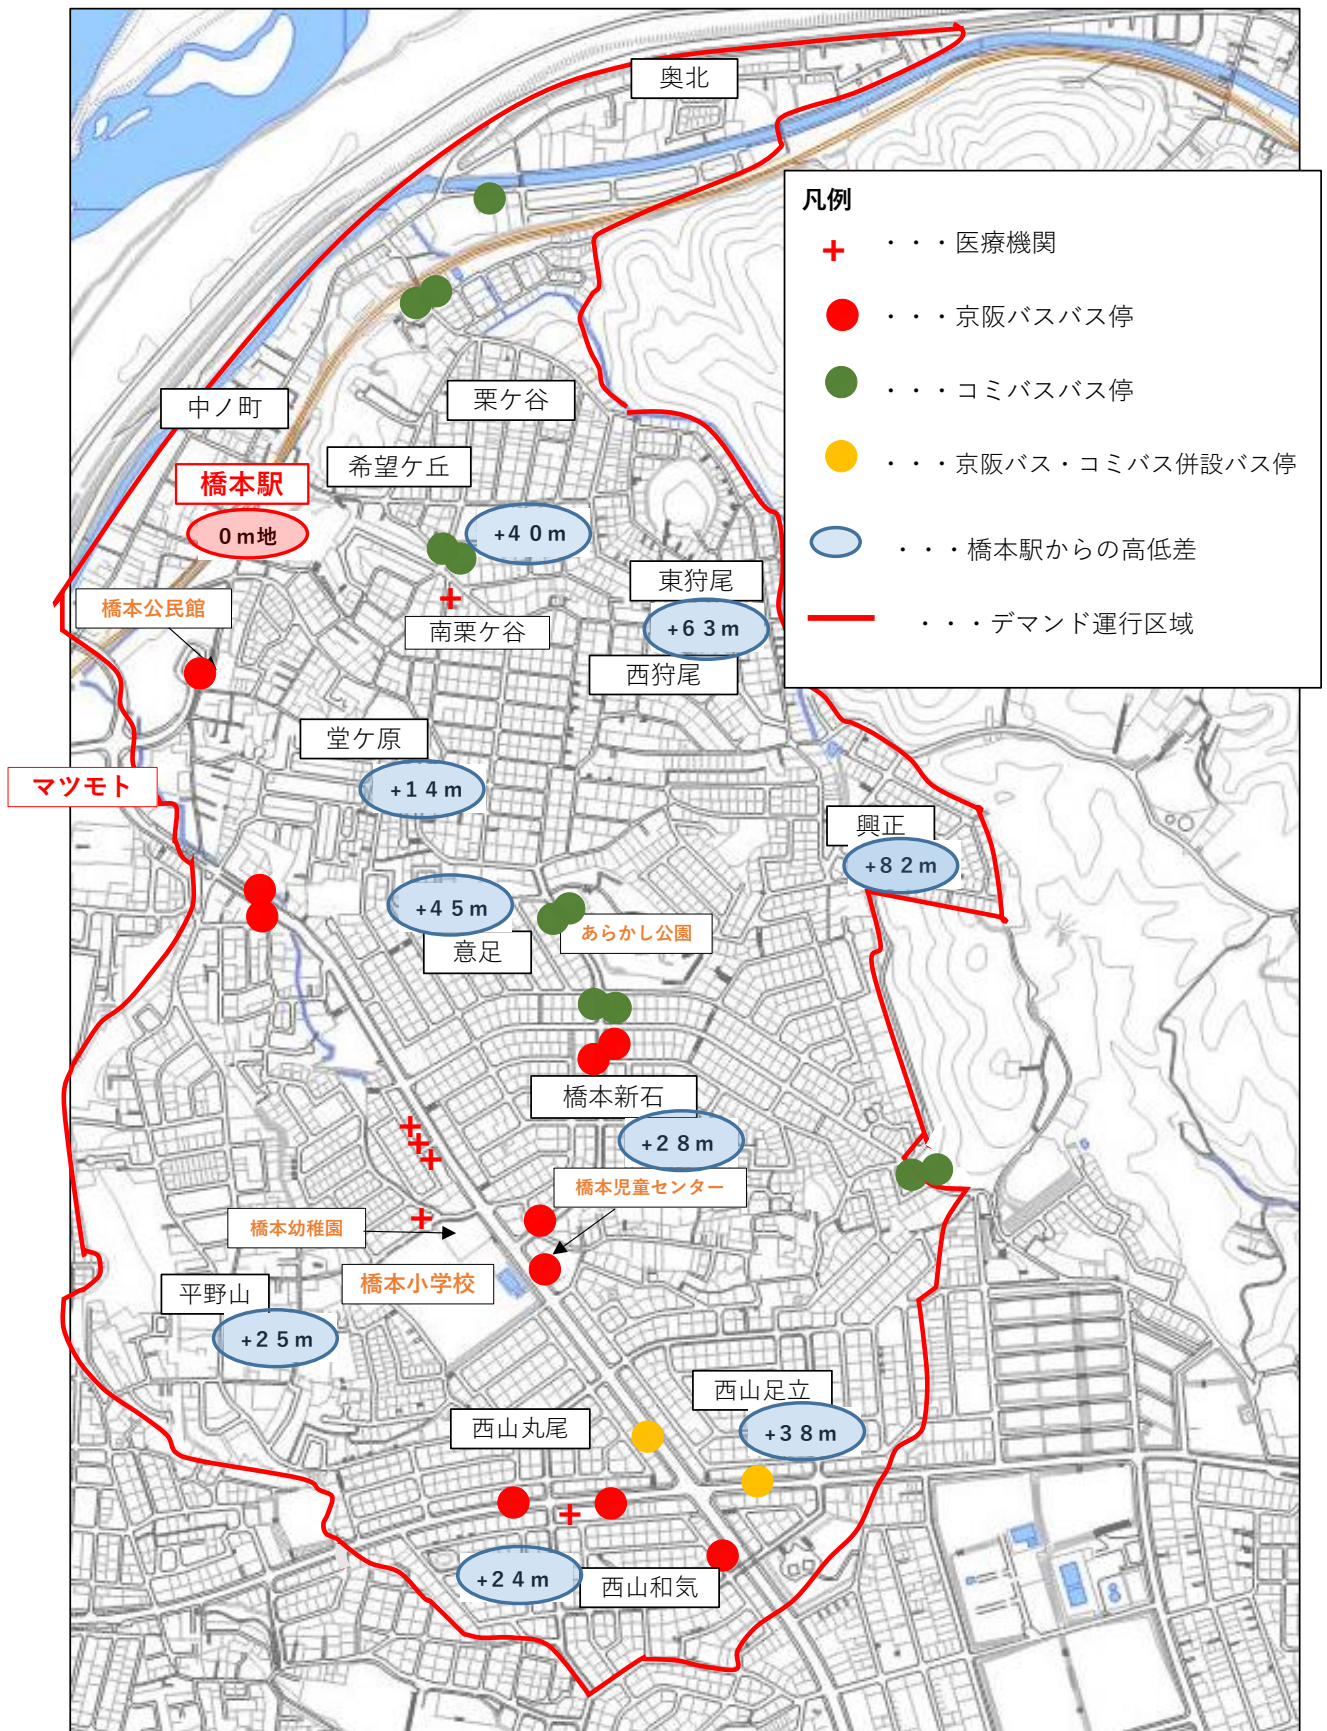 奥北
凡例
・・・医療機関
・・・京阪バスバス停
・・・コミバスバス停
・・・京阪バス・コミバス併設バス停
・・・橋本駅からの高低差
・・・デマンド運行区域
中ノ町
栗ケ谷
希望ケ丘
橋本駅
0m地
+40m
橋本公民館
南栗ケ谷
東狩尾
+63m
西狩尾
堂ケ原
+14m
マツモト
興正
+82m
+45m
意足
あらかし公園
橋本新石
+28m
橋本児童センター
橋本幼稚園
橋本小学校
平野山
+25m
西山足立
+38m
西山丸尾
+24m
西山和気